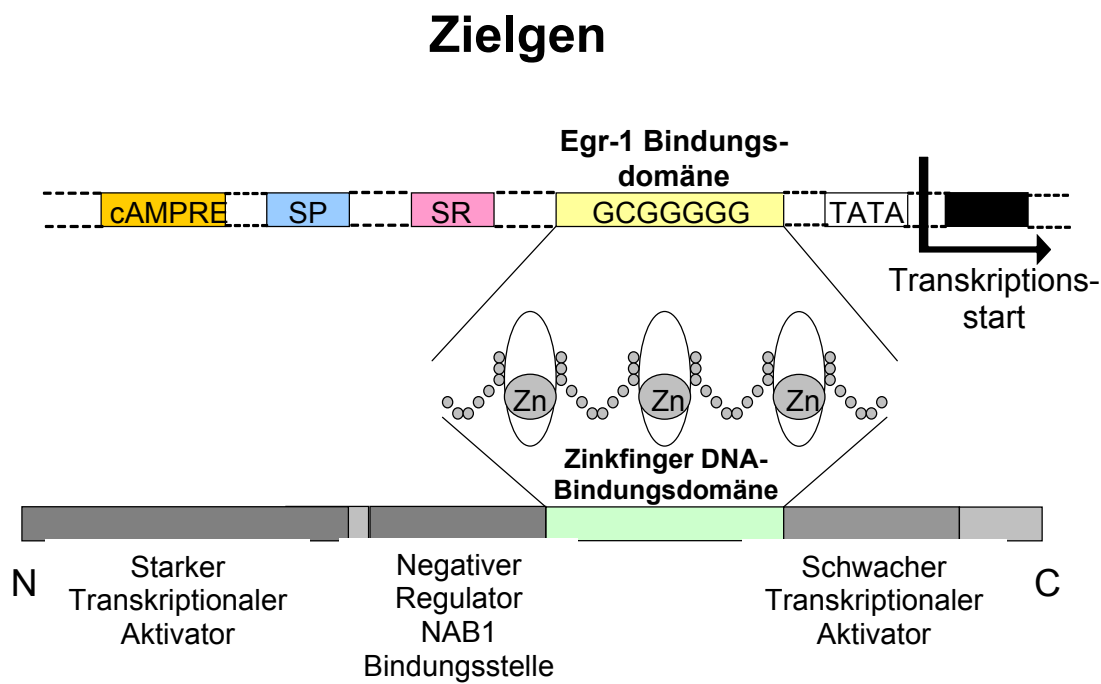 Zielgen
Egr-1 Bindungs-
domäne
cAMPRE SP SR GCGGGGG TATA
Transkriptions-
start
Zn Zn Zn
Zinkfinger DNA-
Bindungsdomäne
N
Starker
Transkriptionaler
Aktivator
Negativer
Regulator
NAB1
Bindungsstelle
Schwacher
Transkriptionaler
Aktivator
C